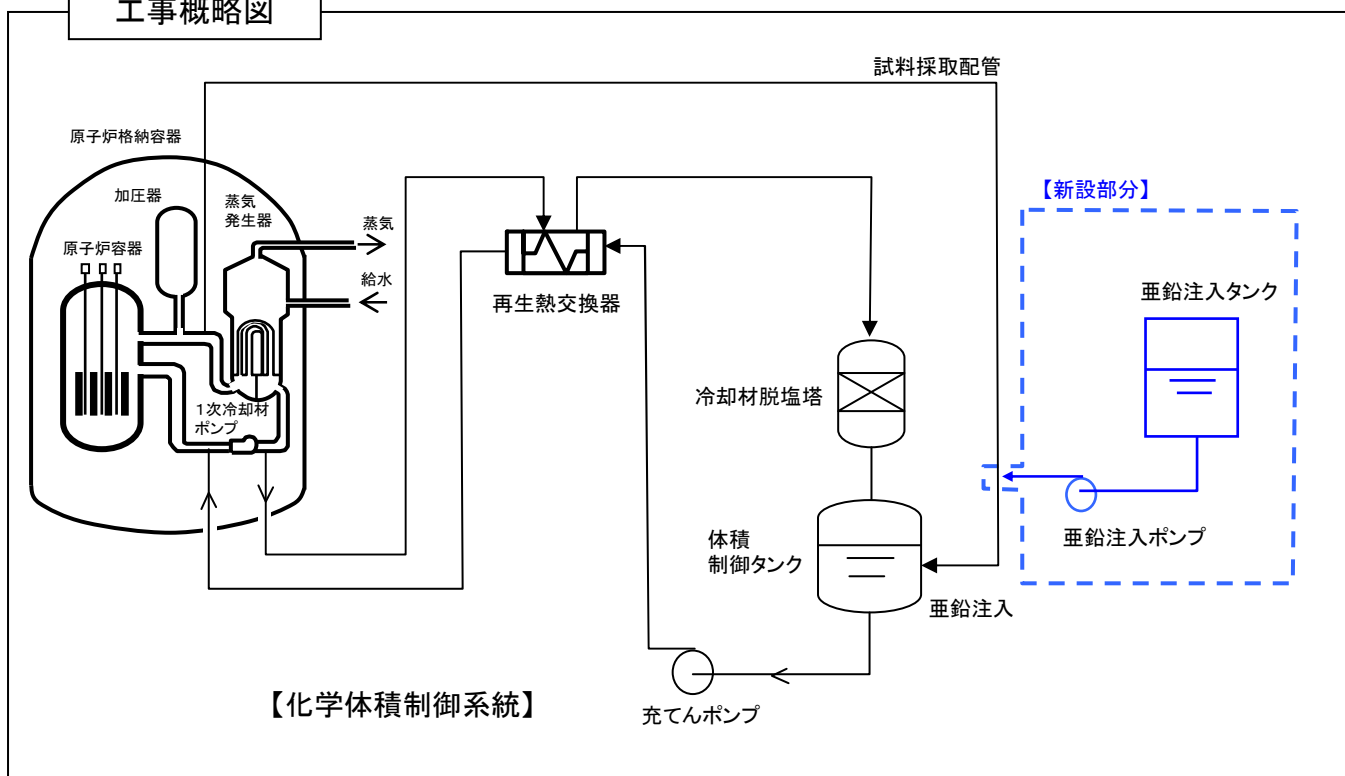 工事概略図
試料採取配管
原子炉格納容器
加圧器
蒸気
発生器
蒸気
原子炉容器
給水
再生熱交換器
【新設部分】
亜鉛注入タンク
冷却材脱塩塔
1次冷却材
ポンプ
体積
制御タンク
亜鉛注入ポンプ
亜鉛注入
【化学体積制御系統】
充てんポンプ